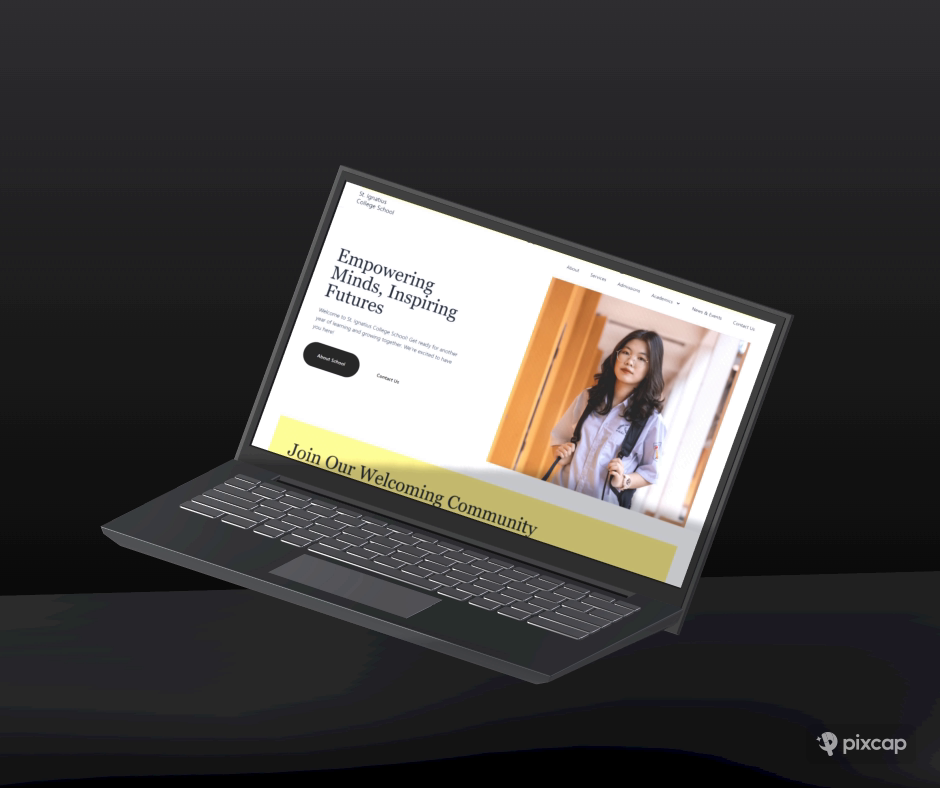 St. Ignatius
College School
About Services Admissions Academics News & Events Contact Us
Empowering
Minds, Inspiring
Futures
Welcome to St. Ignatius College School! Get ready for another
year of learning and growing together. We're excited to have
you here!
About School Contact Us
Join Our Welcoming Community
pixcap